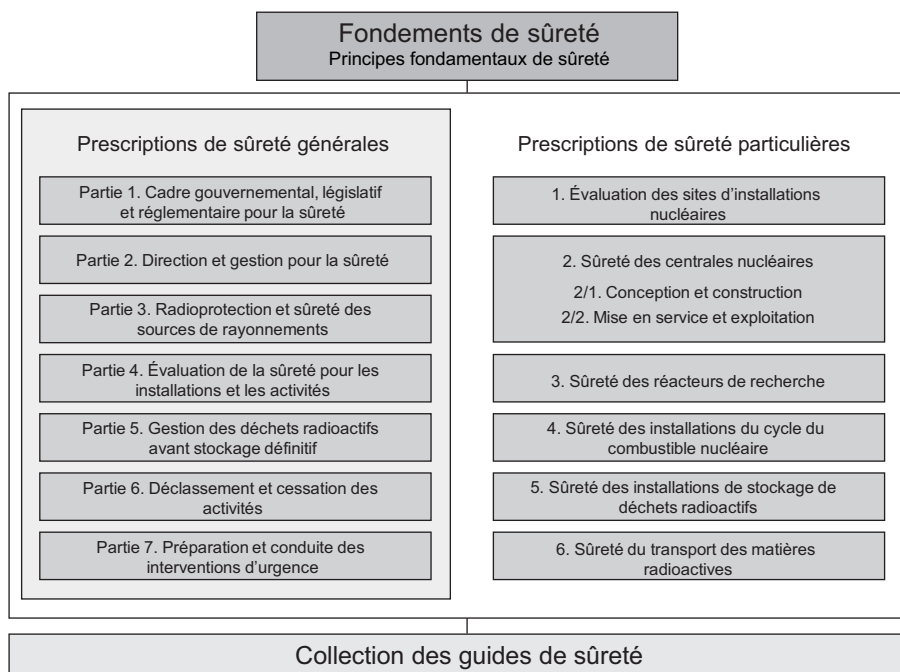 Fondements de sûreté
Principes fondamentaux de sûreté
Prescriptions de sûreté générales
Partie 1. Cadre gouvernemental, législatif
et réglementaire pour la sûreté
Partie 2. Direction et gestion pour la sûreté
Partie 3. Radioprotection et sûreté des
sources de rayonnements
Partie 4. Évaluation de la sûreté pour les
installations et les activités
Partie 5. Gestion des déchets radioactifs
avant stockage définitif
Partie 6. Déclassement et cessation des
activités
Partie 7. Préparation et conduite des
interventions d'urgence
Prescriptions de sûreté particulières
1. Évaluation des sites d'installations
nucléaires
2. Sûreté des centrales nucléaires
2/1. Conception et construction
2/2. Mise en service et exploitation
3. Sûreté des réacteurs de recherche
4. Sûreté des installations du cycle du
combustible nucléaire
5. Sûreté des installations de stockage de
déchets radioactifs
6. Sûreté du transport des matières
radioactives
Collection des guides de sûreté